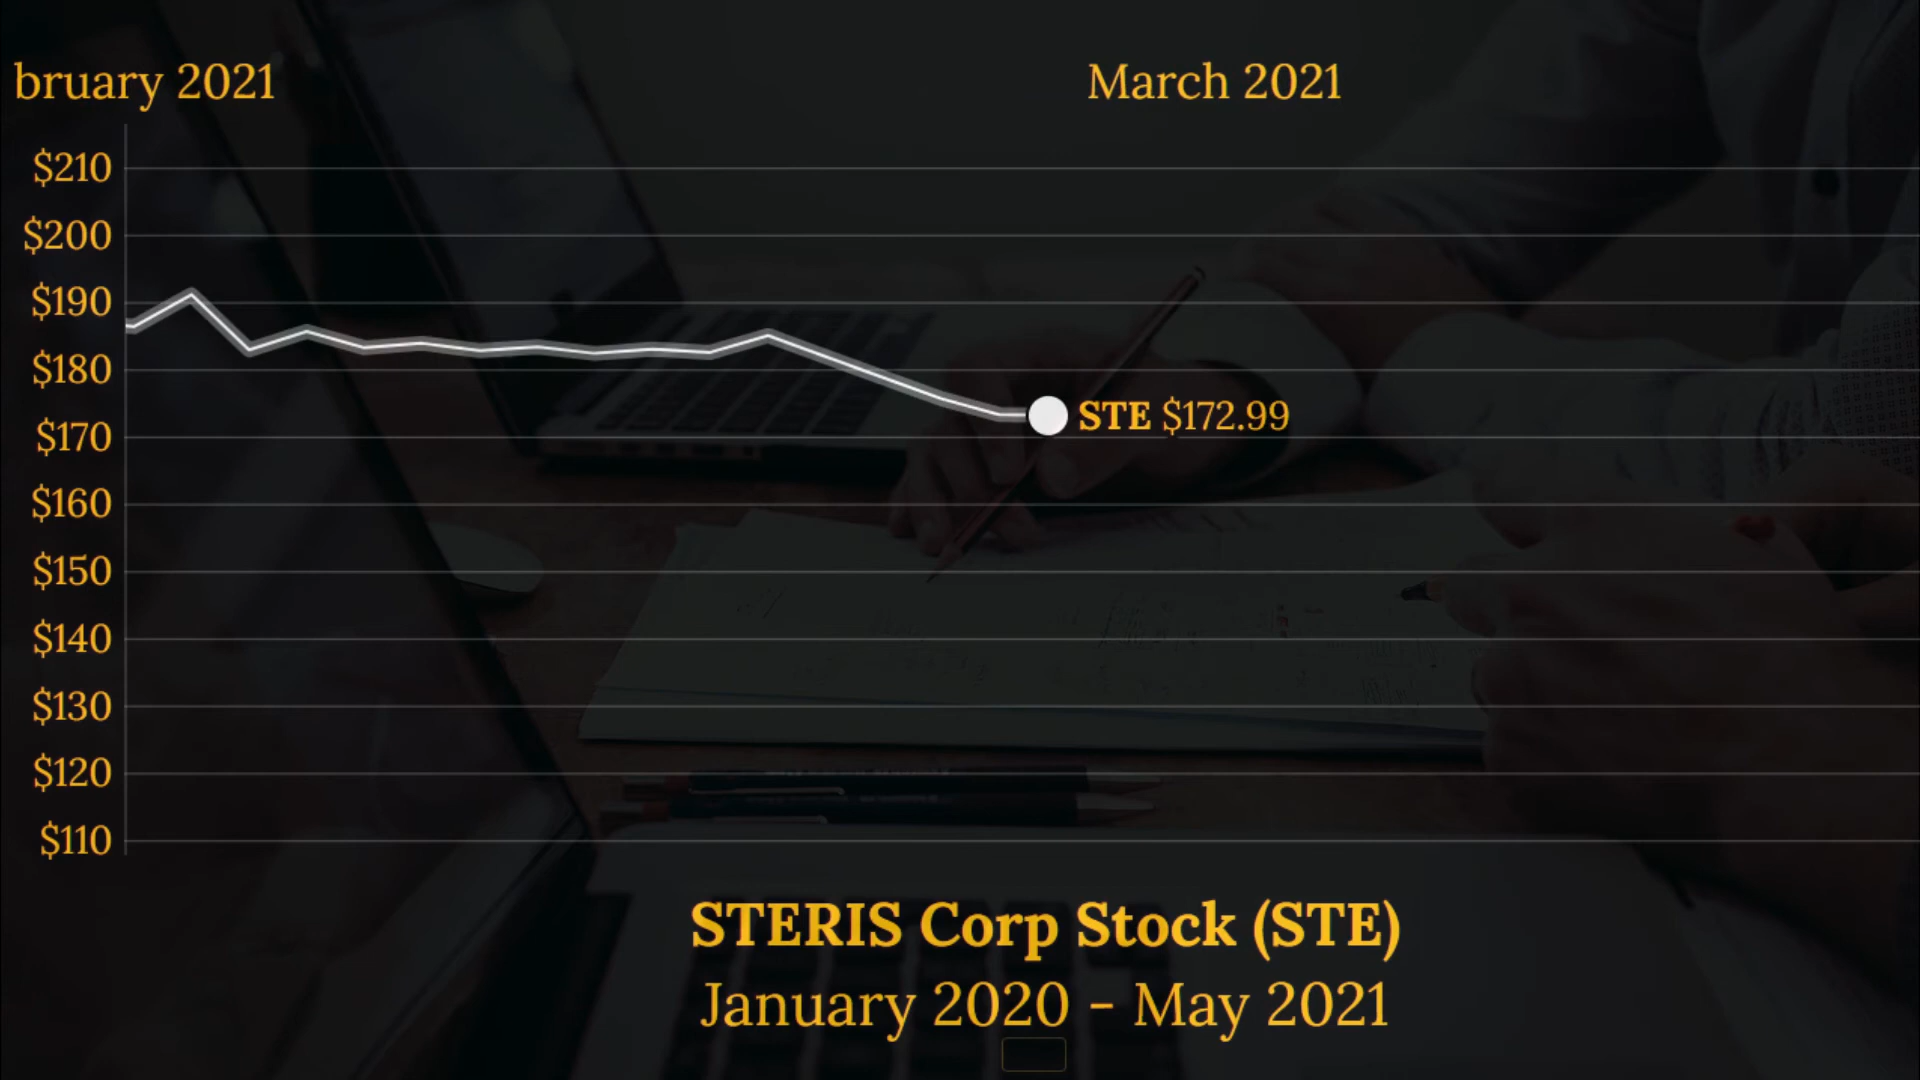 bruary 2021
March 2021
$210
$200
$190
$180
STE $172.99
$170
$160
$150
$140
$130
$120
$110
STERIS Corp Stock (STE)
January 2020 - May 2021